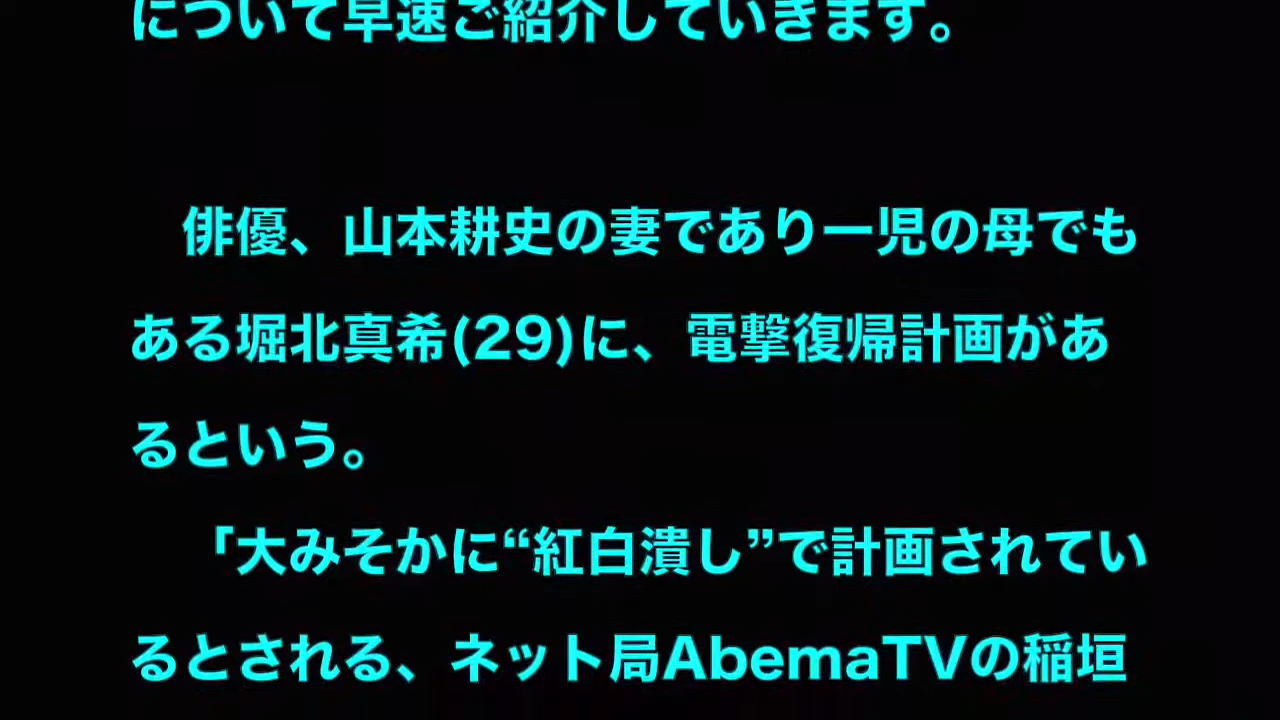 について早速ご紹介していきます。
俳優、山本耕史の妻であり一児の母でも
ある堀北真希(29)に、電撃復帰計画があ
るという。
「大みそかに“紅白潰し”で計画されてい
るとされる、ネット局AbemaTVの稲垣